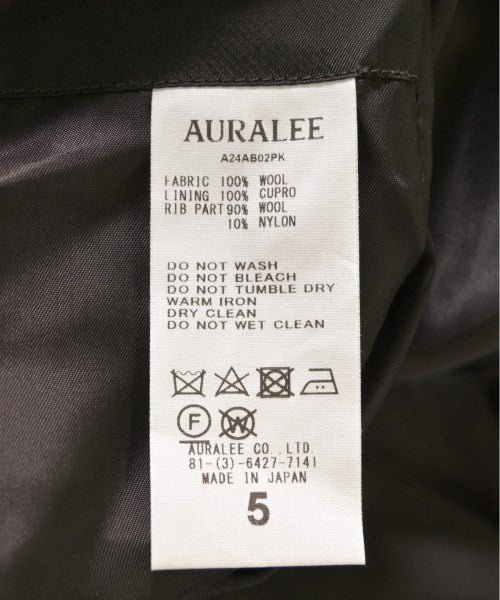 AURALEE
A24AB02PK
FABRIC 100% WOOL
LINING 100% CUPRO
RIB PART 90% WOOL
10% NYLON
DO NOT WASH
DO NOT BLEACH
DO NOT TUMBLE DRY
WARM IRON
DRY CLEAN
DO NOT WET CLEAN
F W
AURALEE CO.,LTD.
81-(3)-6427-7141
MADE IN JAPAN
5